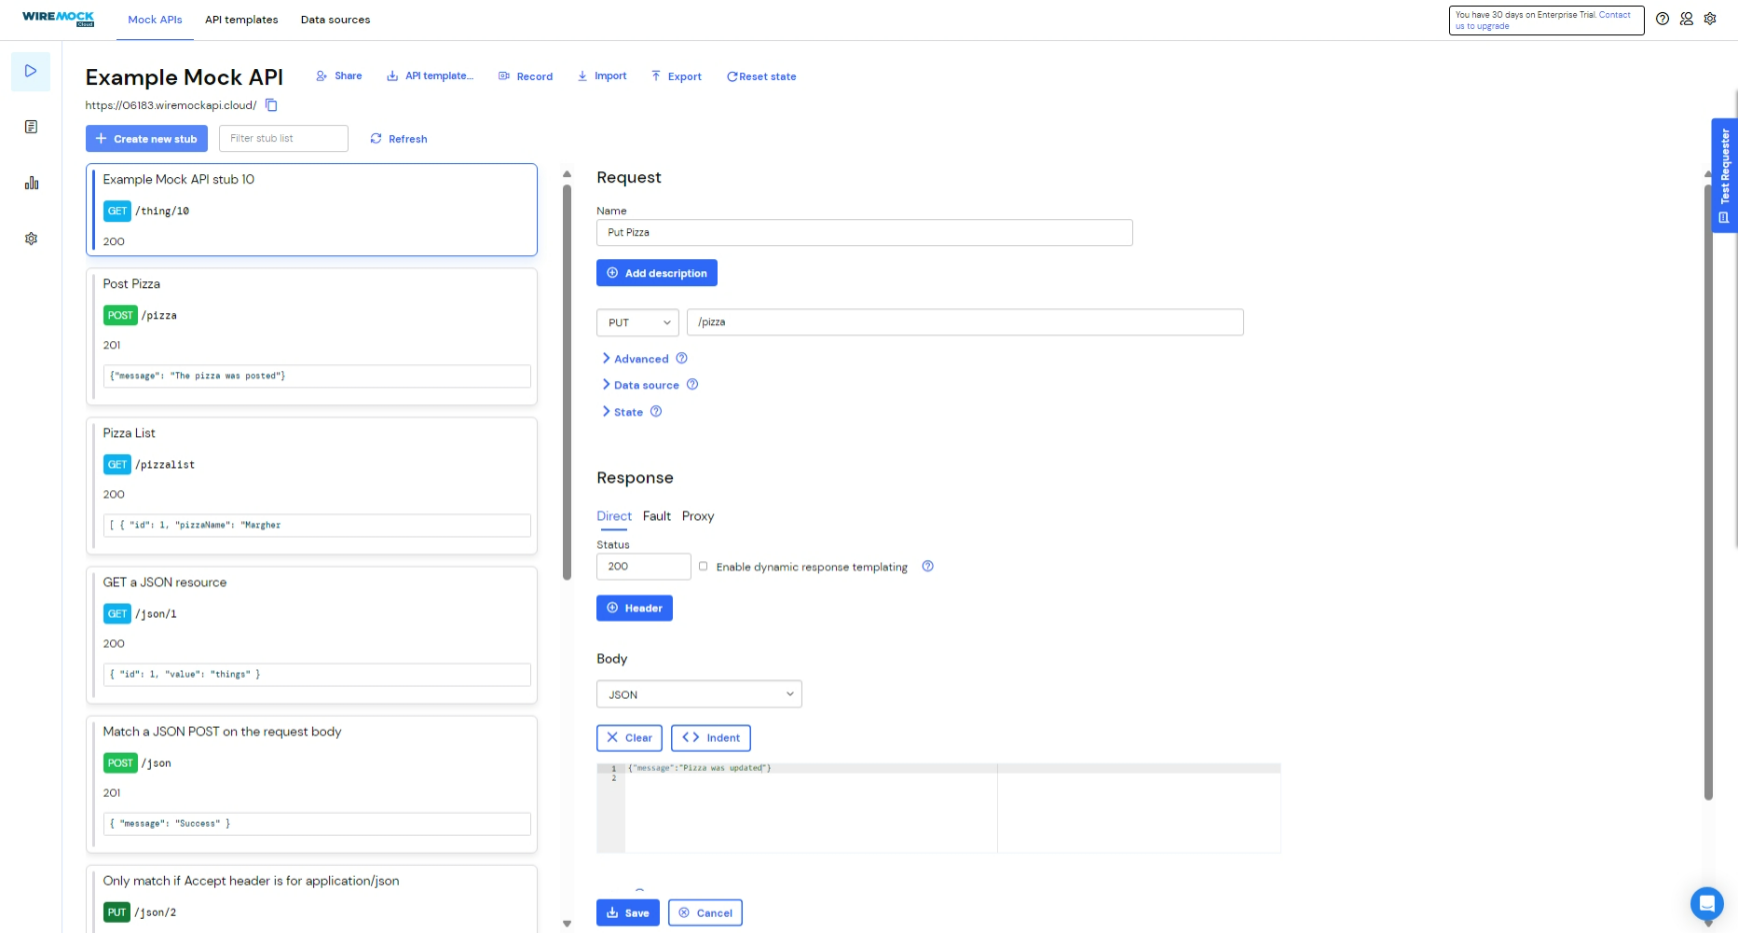 WIREMOCK
Cloud
Mock APIs
API templates
Data sources
You have 30 days on Enterprise Trial. Contact
us to upgrade
Example Mock API
Share
API template...
Record
Import
Export
Reset state
https://06183.wiremockapi.cloud/
Create new stub
Filter stub list
Refresh
Test Requester
Example Mock API stub 10
GET /thing/10
200
Post Pizza
POST /pizza
201
{"message": "The pizza was posted"}
Pizza List
GET /pizzalist
200
[ { "id": 1, "pizzaName": "Margher
GET a JSON resource
GET /json/1
200
{ "id": 1, "value": "things" }
Match a JSON POST on the request body
POST /json
201
{ "message": "Success" }
Only match if Accept header is for application/json
PUT /json/2
Request
Name
Put Pizza
Add description
PUT
/pizza
Advanced
Data source
State
Response
Direct
Fault
Proxy
Status
200
Enable dynamic response templating
Header
Body
JSON
Clear
Indent
1 {"message":"Pizza was updated"}
2
Save
Cancel